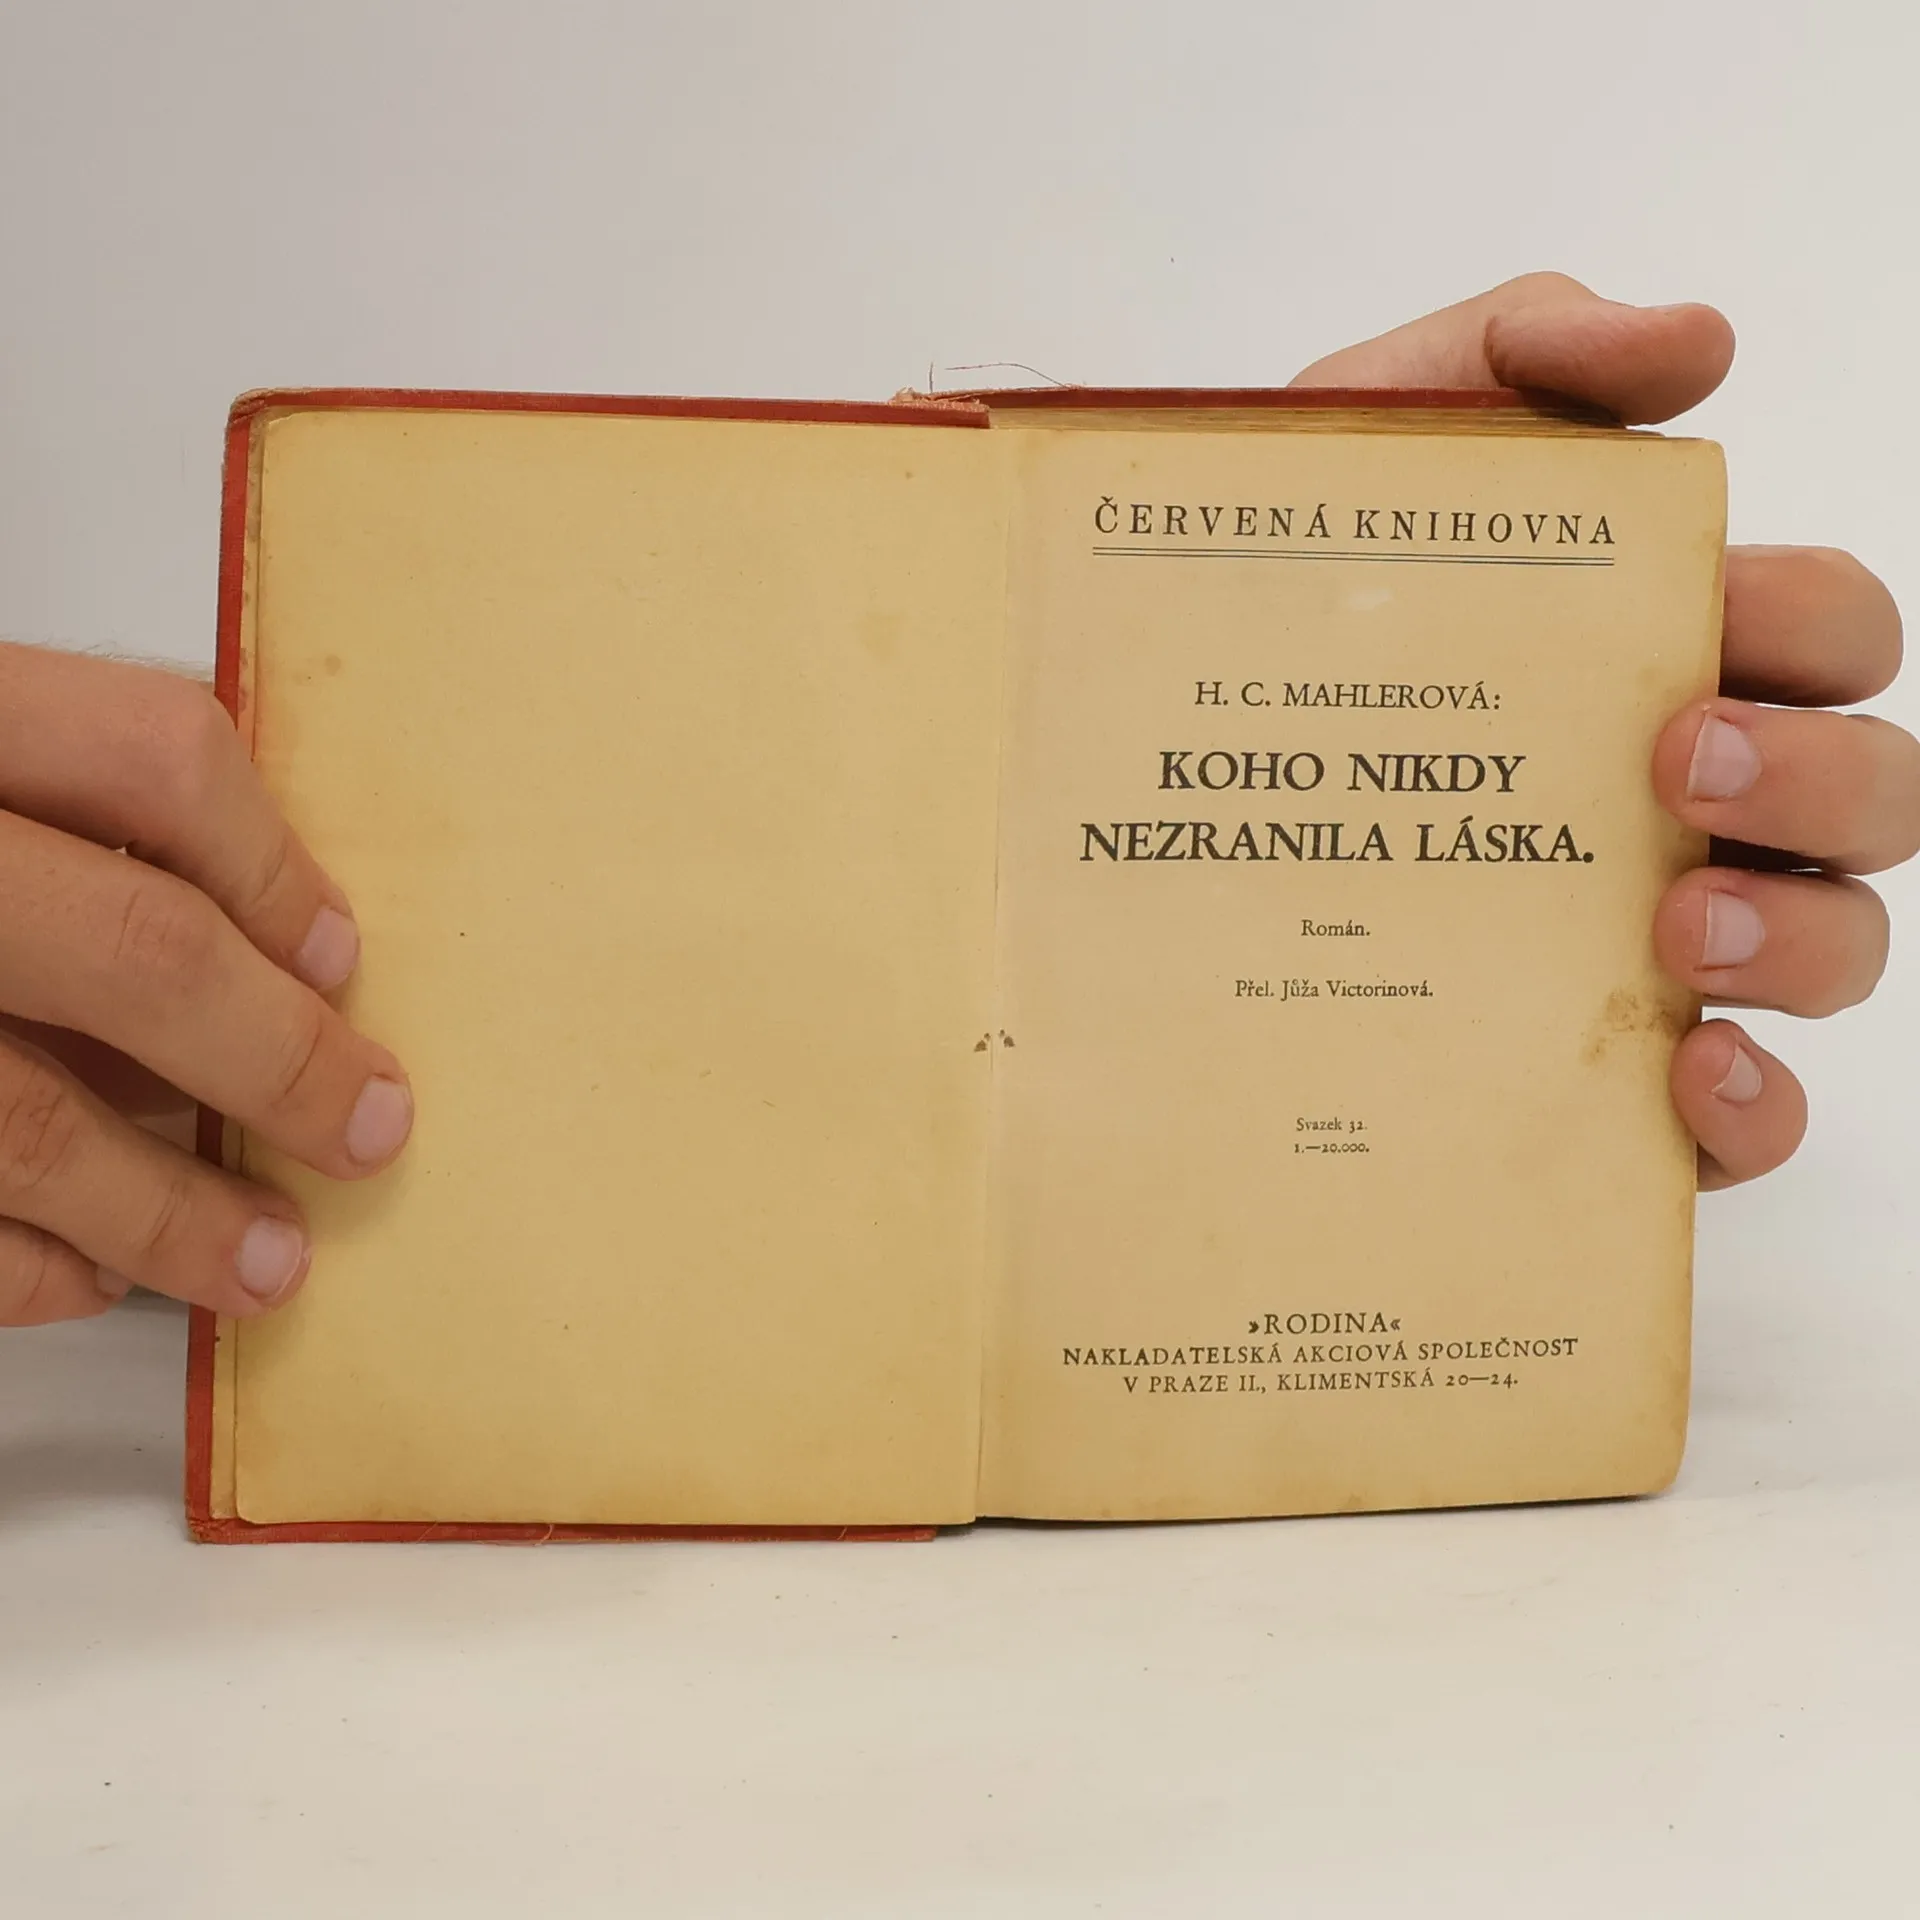 ČERVENÁ KNIHOVNA
H. C. MAHLEROVÁ:
KOHO NIKDY
NEZRANILA LÁSKA.
Román.
Přel. Jůža Victorinová.
Svazek 32.
1.—20.000.
»RODINA«
NAKLADATELSKÁ AKCIOVÁ SPOLEČNOST
V PRAZE II., KLIMENTSKÁ 20—24.